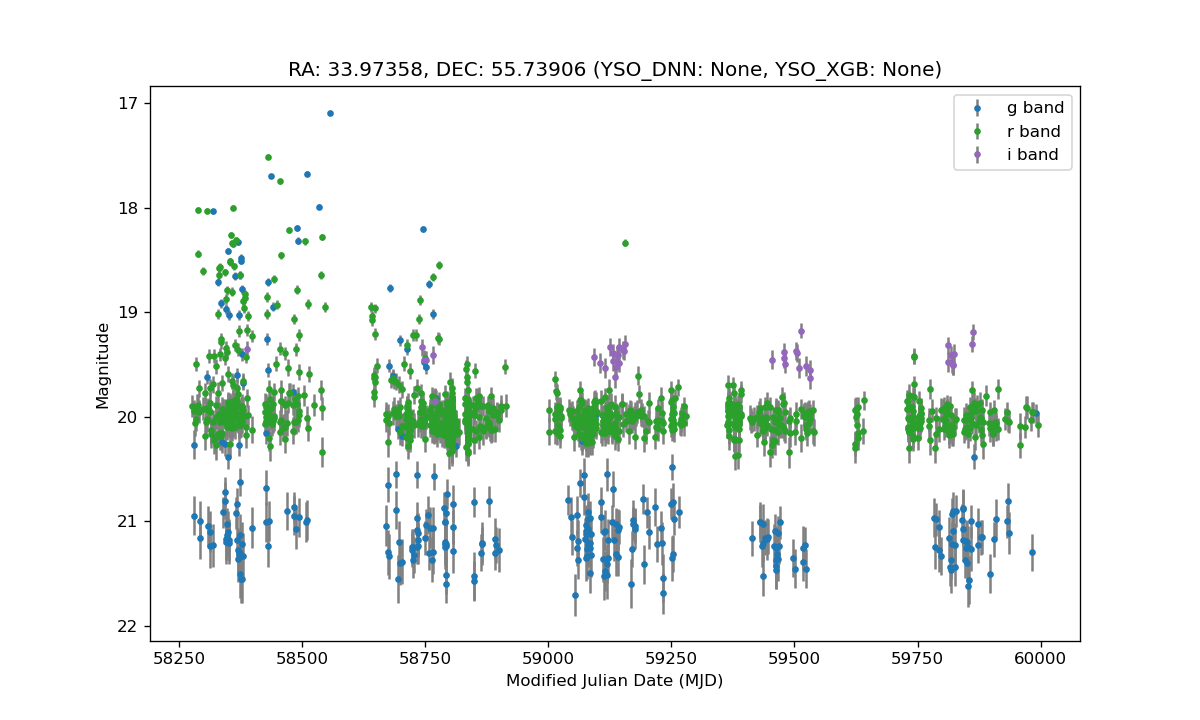 RA: 33.97358, DEC: 55.73906 (YSO_DNN: None, YSO_XGB: None)
g band
r band
i band
17
18
19
20
21
22
Magnitude
58250
58500
58750
59000
59250
59500
59750
60000
Modified Julian Date (MJD)